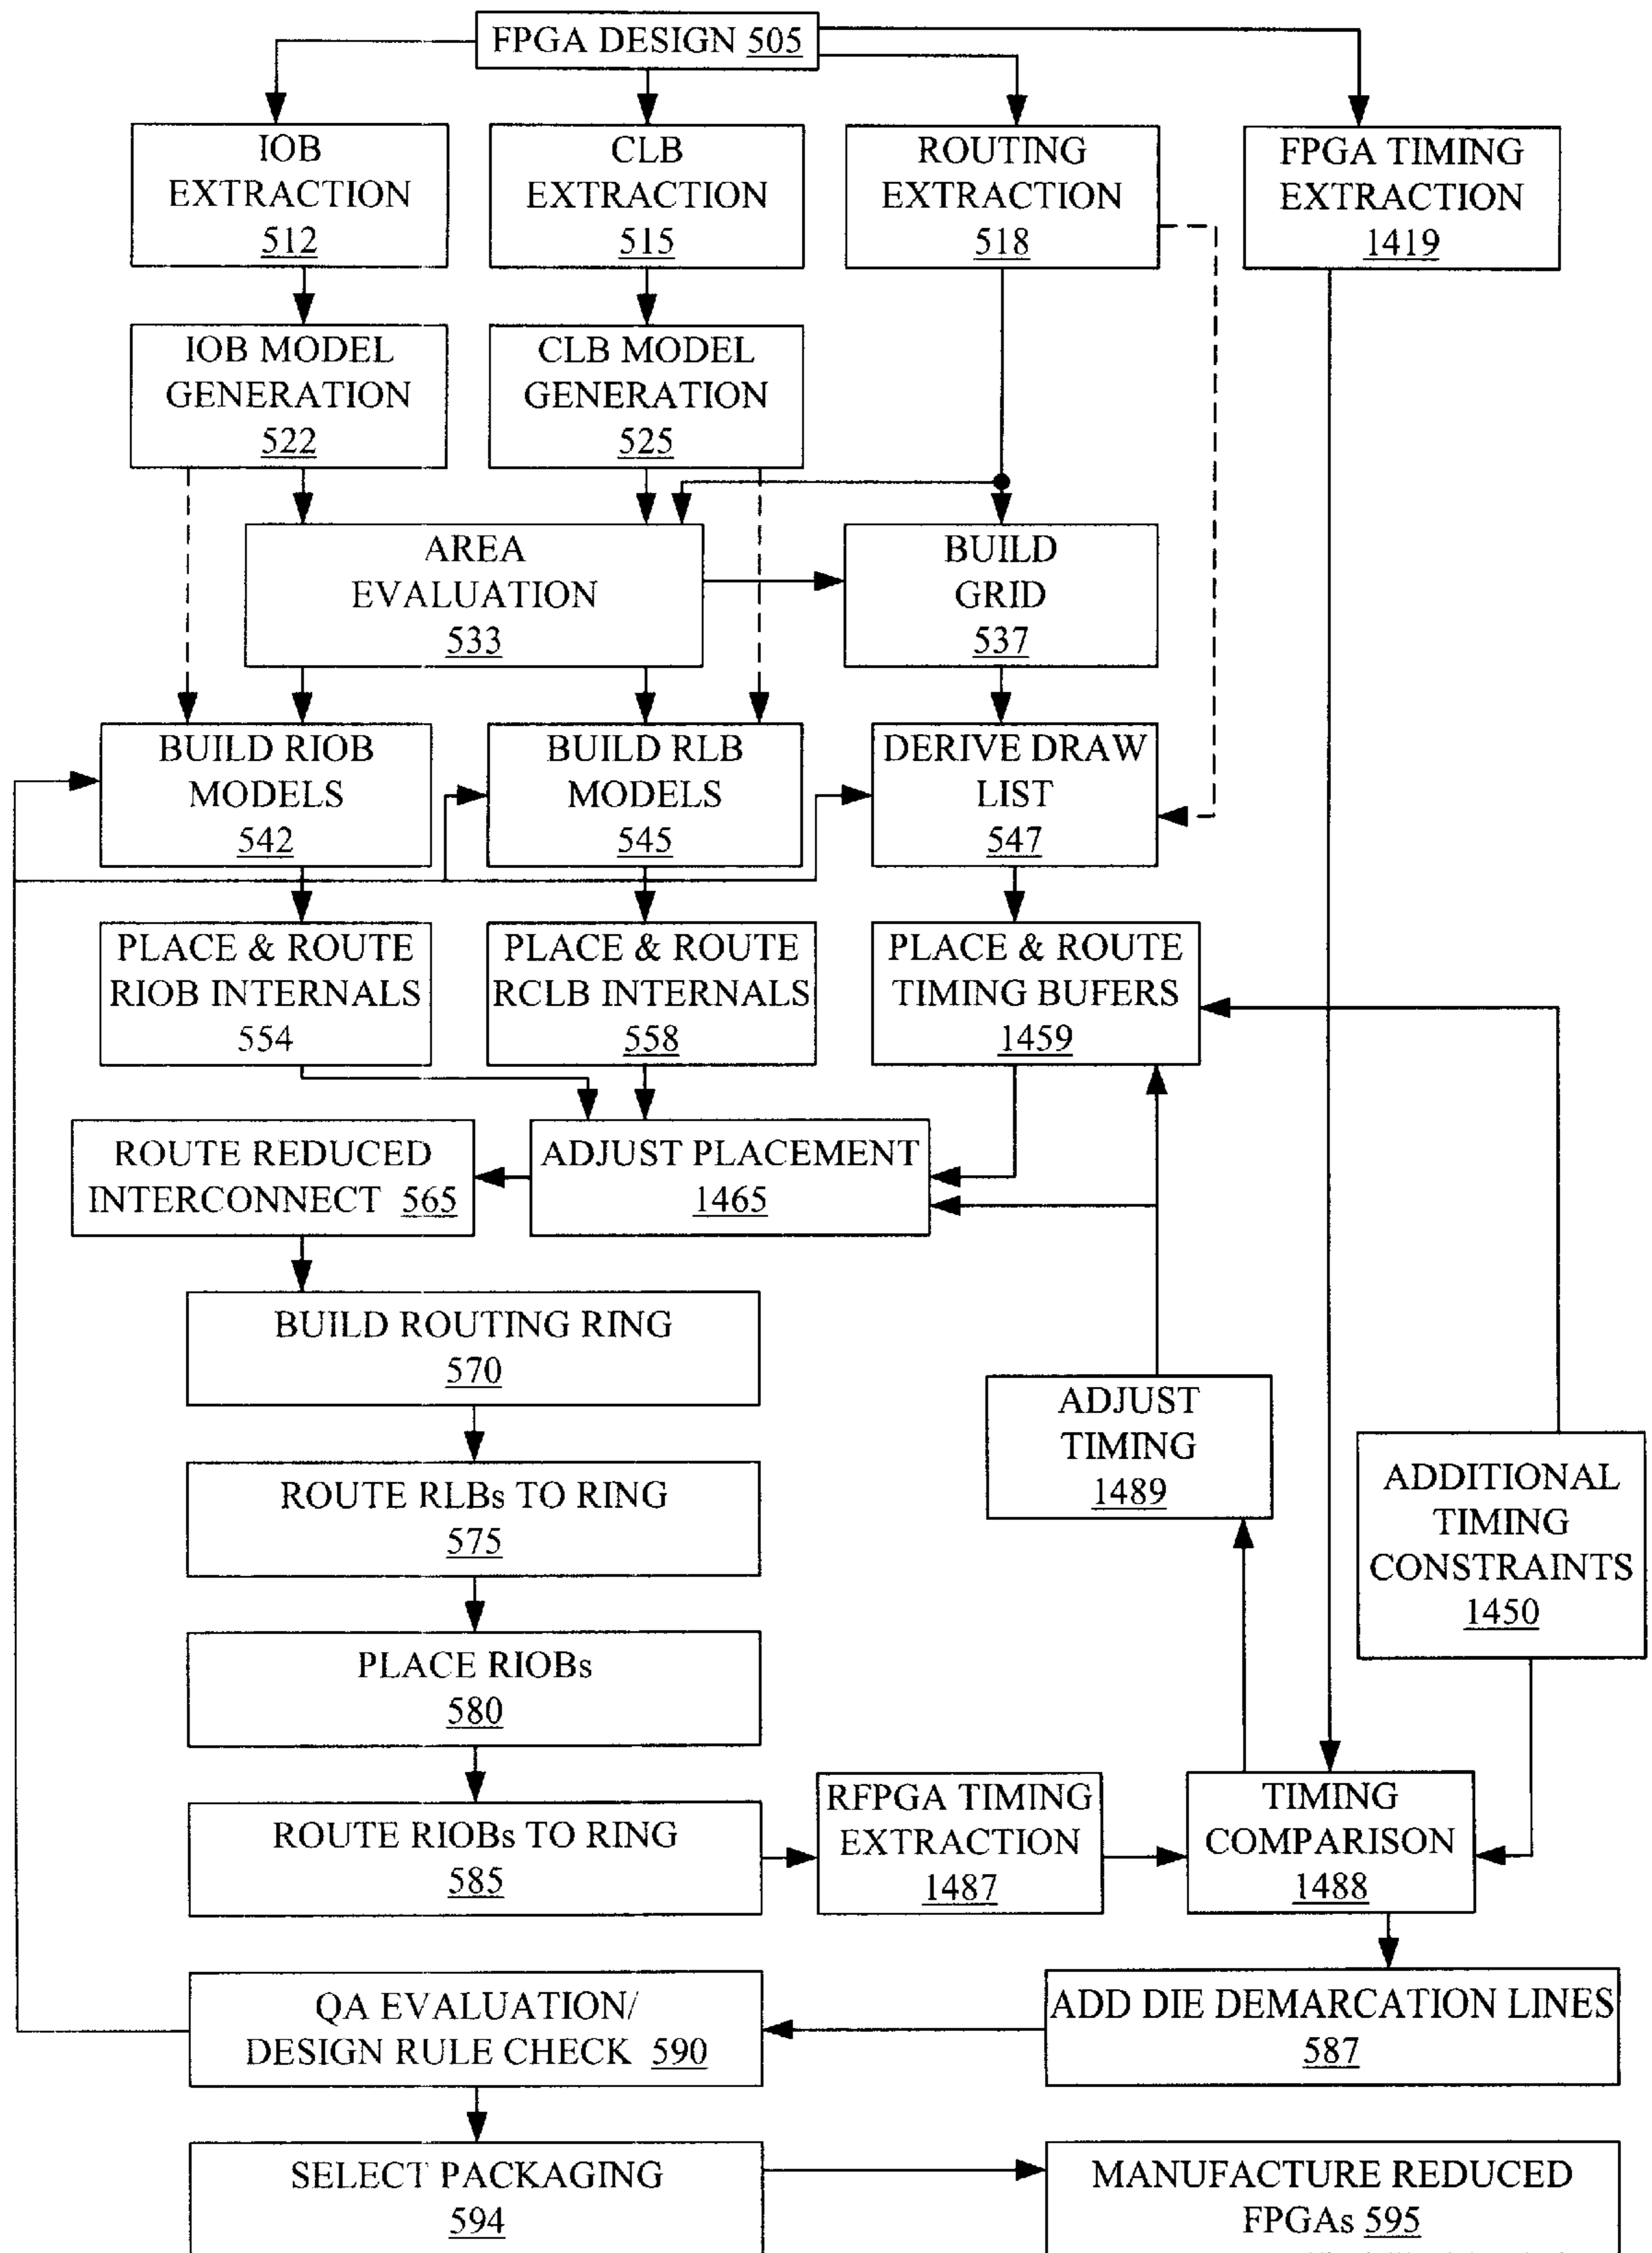 FPGA DESIGN 505
IOB
EXTRACTION
512
CLB
EXTRACTION
515
ROUTING
EXTRACTION
518
FPGA TIMING
EXTRACTION
1419
IOB MODEL
GENERATION
522
CLB MODEL
GENERATION
525
AREA
EVALUATION
533
BUILD
GRID
537
BUILD RIOB
MODELS
542
BUILD RLB
MODELS
545
DERIVE DRAW
LIST
547
PLACE & ROUTE
RIOB INTERNALS
554
PLACE & ROUTE
RCLB INTERNALS
558
PLACE & ROUTE
TIMING BUFERS
1459
ROUTE REDUCED
INTERCONNECT 565
ADJUST PLACEMENT
1465
BUILD ROUTING RING
570
ADJUST
TIMING
1489
ADDITIONAL
TIMING
CONSTRAINTS
1450
ROUTE RLBs TO RING
575
PLACE RIOBs
580
ROUTE RIOBs TO RING
585
RFPGA TIMING
EXTRACTION
1487
TIMING
COMPARISON
1488
QA EVALUATION/
DESIGN RULE CHECK 590
ADD DIE DEMARCATION LINES
587
SELECT PACKAGING
594
MANUFACTURE REDUCED
FPGAs 595